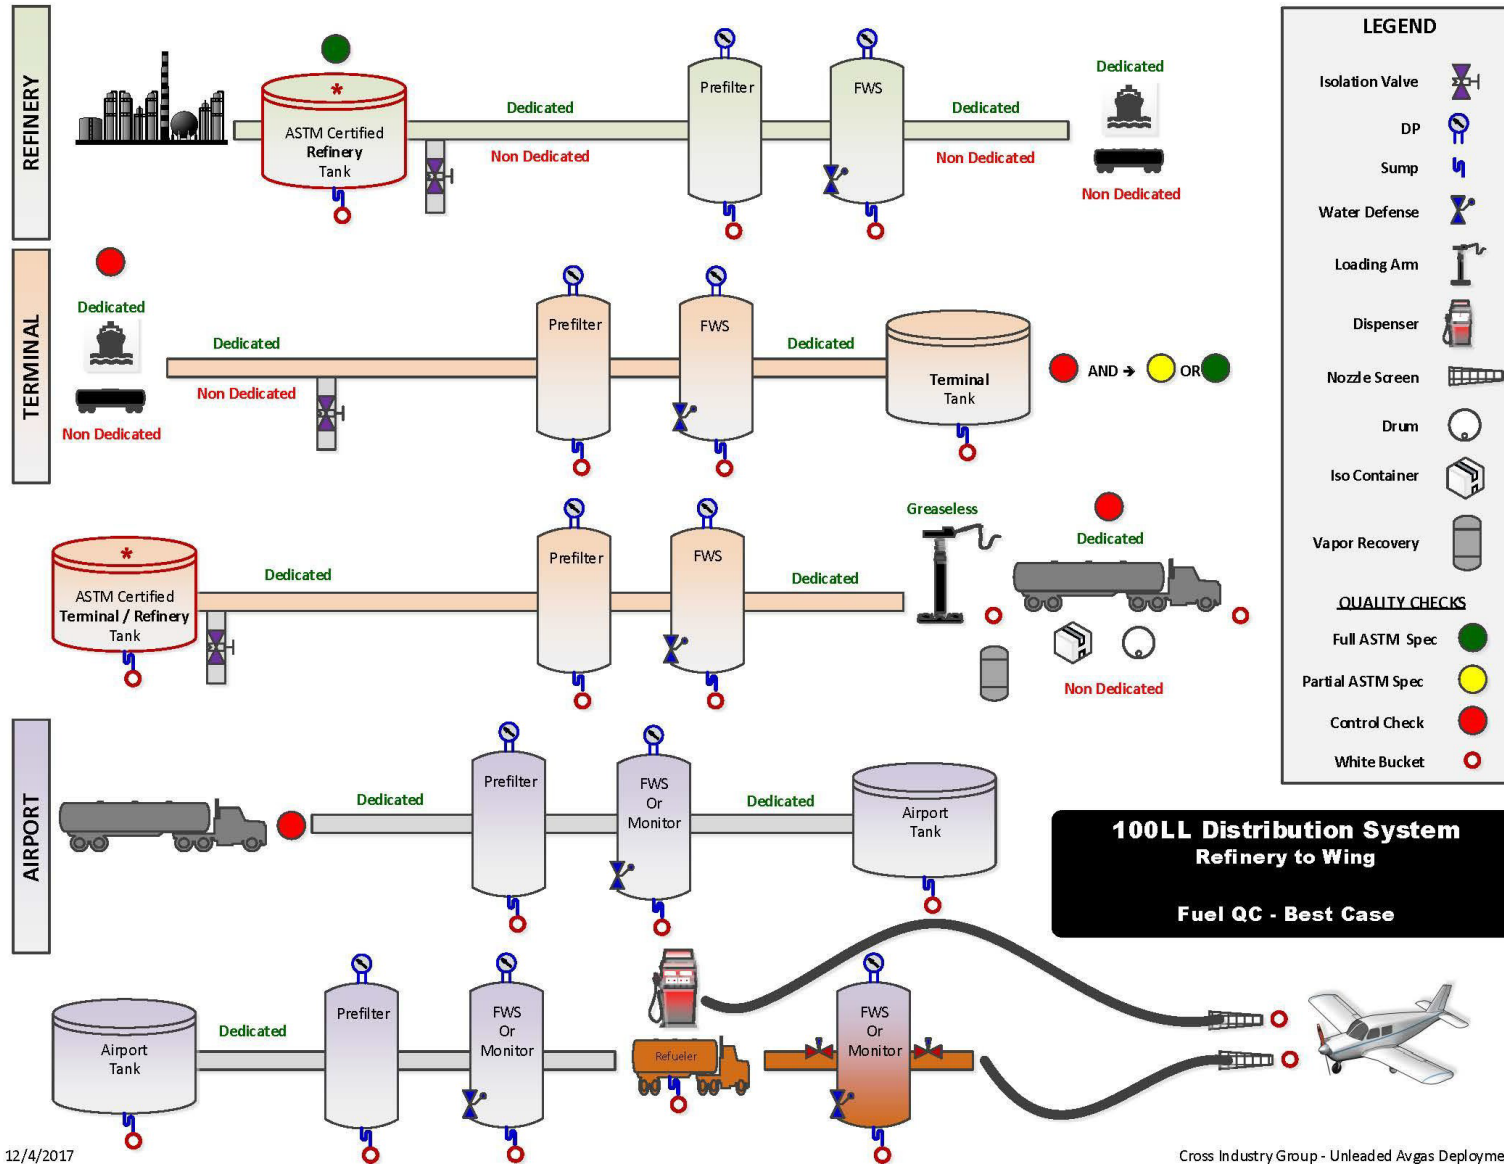 REFINERY
ASTM Certified
Refinery
Tank
*
Dedicated
Non Dedicated
Prefilter
FWS
Dedicated
Non Dedicated
Dedicated
Non Dedicated
TERMINAL
Dedicated
Non Dedicated
Dedicated
Non Dedicated
Prefilter
FWS
Dedicated
Terminal
Tank
AND → OR
*
ASTM Certified
Terminal / Refinery
Tank
Dedicated
Prefilter
FWS
Dedicated
Greaseless
Dedicated
Non Dedicated
AIRPORT
Dedicated
Prefilter
FWS
Or
Monitor
Dedicated
Airport
Tank
Airport
Tank
Dedicated
Prefilter
FWS
Or
Monitor
Refueler
FWS
Or
Monitor
LEGEND
Isolation Valve
DP
Sump
Water Defense
Loading Arm
Dispenser
Nozzle Screen
Drum
Iso Container
Vapor Recovery
QUALITY CHECKS
Full ASTM Spec
Partial ASTM Spec
Control Check
White Bucket
100LL Distribution System
Refinery to Wing
Fuel QC - Best Case
12/4/2017
Cross Industry Group - Unleaded Avgas Deployme